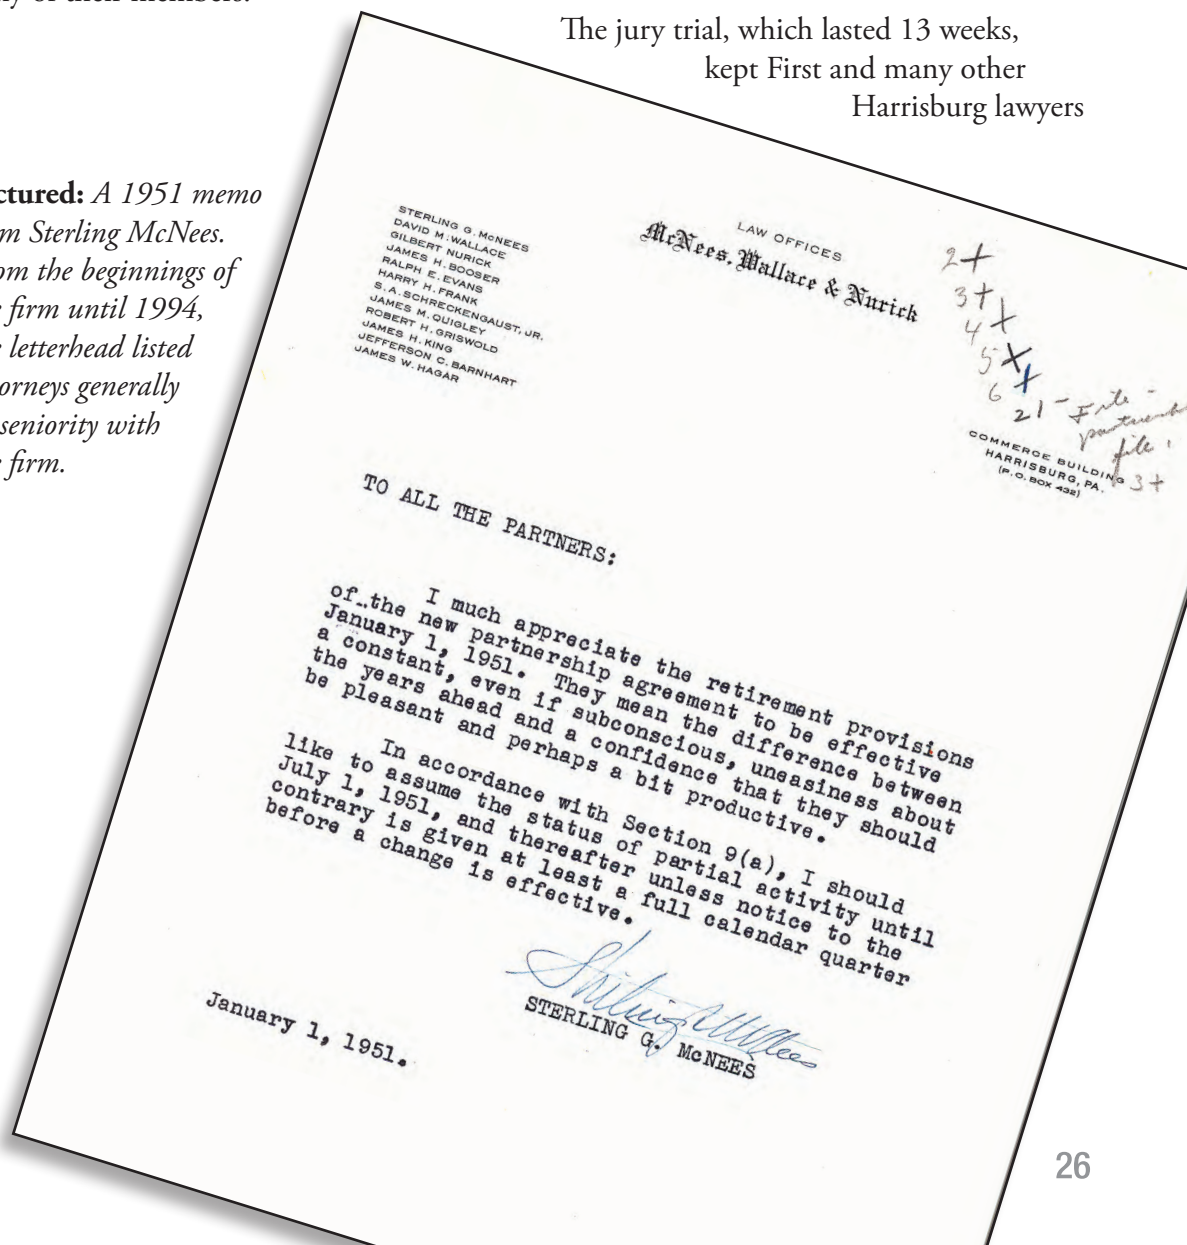 y of their members.
The jury trial, which lasted 13 weeks,
kept First and many other
Harrisburg lawyers
ctured: A 1951 memo
m Sterling McNees.
om the beginnings of
e firm until 1994,
e letterhead listed
orneys generally
seniority with
e firm.
STERLING G. McNEES
DAVID M. WALLACE
GILBERT NURICK
JAMES H. BOOSER
RALPH E. EVANS
HARRY H. FRANK
S. A. SCHRECKENGAUST, JR.
JAMES M. QUIGLEY
ROBERT H. GRISWOLD
JAMES H. KING
JEFFERSON C. BARNHART
JAMES W. HAGAR
LAW OFFICES
McNees, Wallace & Nurick
2 +
3 +
4 +
5 +
6 +
21 - File -
file
3 +
COMMERCE BUILDING
HARRISBURG, PA.
(P. O. BOX 432)
TO ALL THE PARTNERS:
I much appreciate the retirement provisions
of the new partnership agreement to be effective
January 1, 1951. They mean the difference between
a constant, even if subconscious, uneasiness about
the years ahead and a confidence that they should
be pleasant and perhaps a bit productive.
In accordance with Section 9(a), I should
like to assume the status of partial activity until
July 1, 1951, and thereafter unless notice to the
contrary is given at least a full calendar quarter
before a change is effective.
STERLING G. McNEES
January 1, 1951.
26